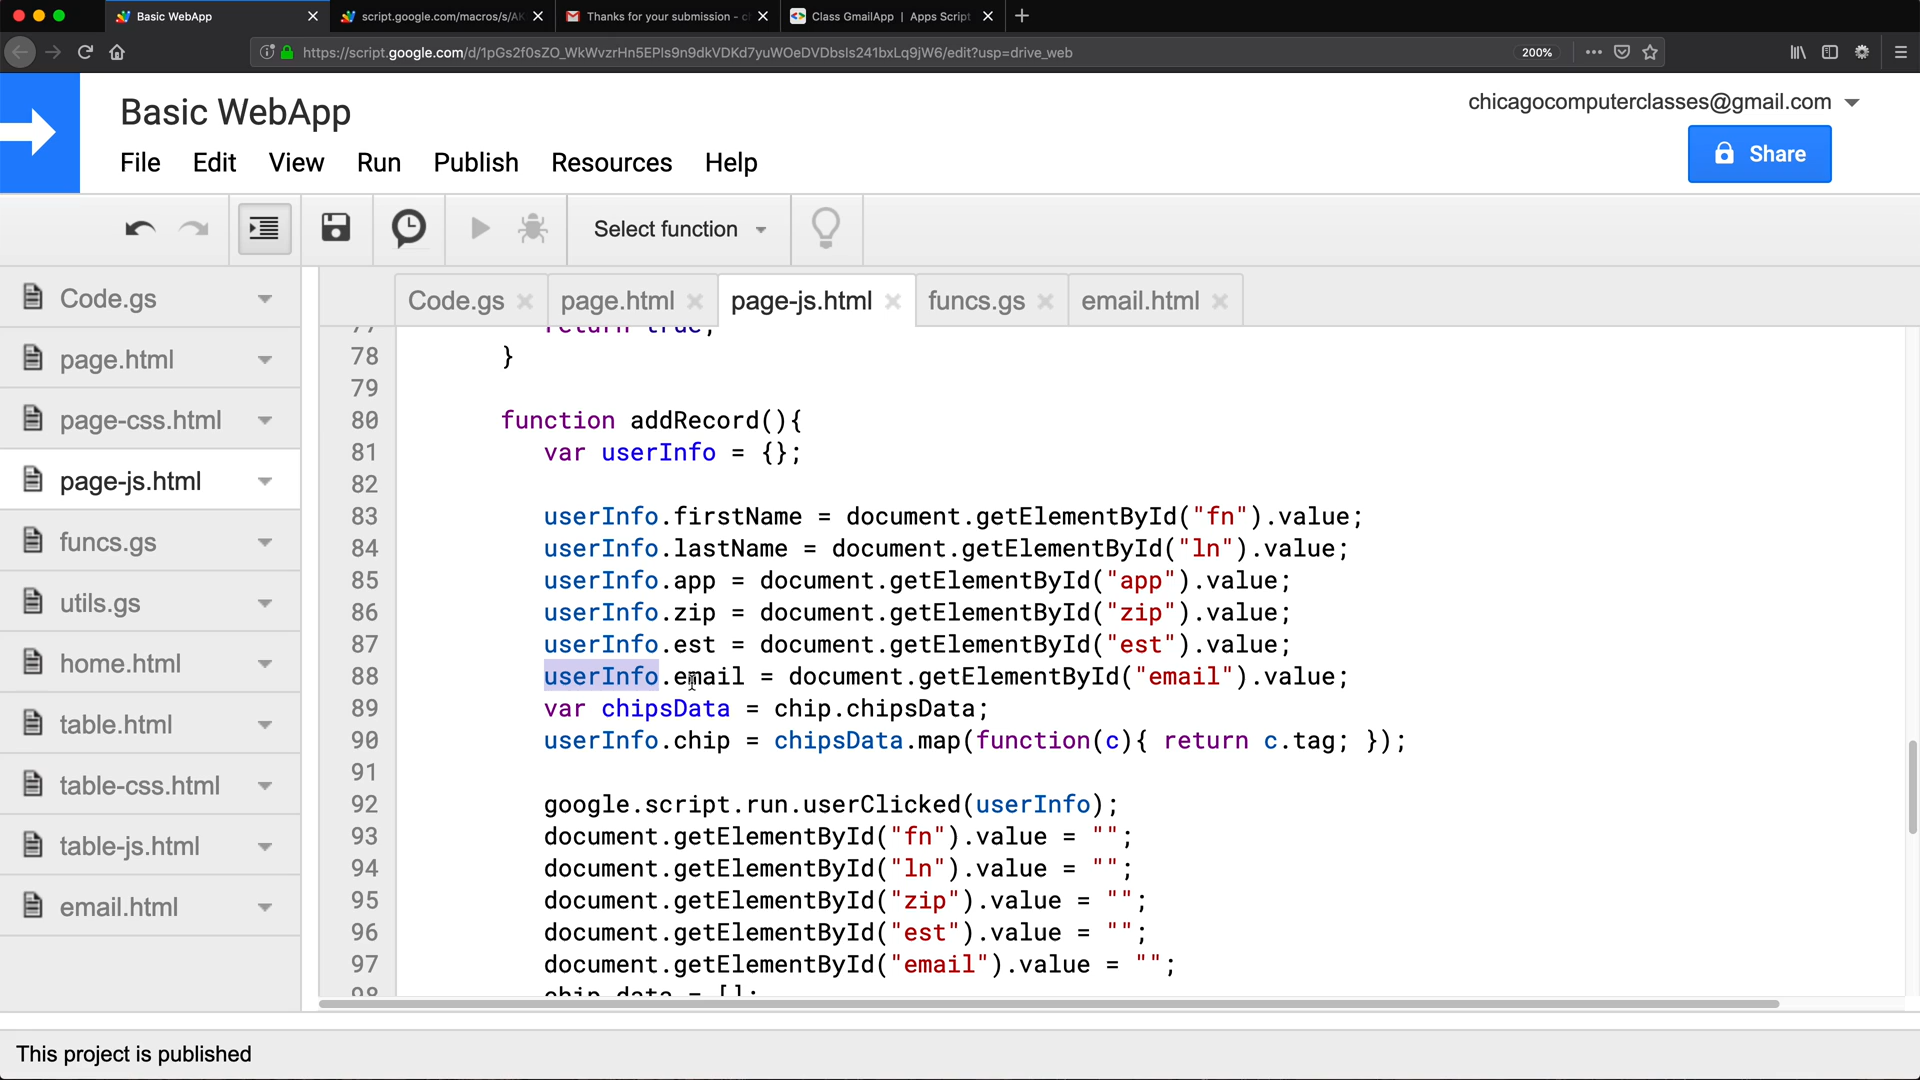 Basic WebApp
script.google.com/macros/s/AK
Thanks for your submission - c
Class GmailApp | Apps Script
https://script.google.com/d/1pGs2f0sZO_WkWvzrHn5EPls9n9dkVDKd7yuWOeDVDbsls241bxLq9jW6/edit?usp=drive_web
200%
Basic WebApp
chicagocomputerclasses@gmail.com
File Edit View Run Publish Resources Help
Share
Select function
Code.gs
page.html
page-css.html
page-js.html
funcs.gs
utils.gs
home.html
table.html
table-css.html
table-js.html
email.html
Code.gs page.html page-js.html funcs.gs email.html
77 return true;
78 }
79
80 function addRecord(){
81 var userInfo = {};
82
83 userInfo.firstName = document.getElementById("fn").value;
84 userInfo.lastName = document.getElementById("ln").value;
85 userInfo.app = document.getElementById("app").value;
86 userInfo.zip = document.getElementById("zip").value;
87 userInfo.est = document.getElementById("est").value;
88 userInfo.email = document.getElementById("email").value;
89 var chipsData = chip.chipsData;
90 userInfo.chip = chipsData.map(function(c){ return c.tag; });
91
92 google.script.run.userClicked(userInfo);
93 document.getElementById("fn").value = "";
94 document.getElementById("ln").value = "";
95 document.getElementById("zip").value = "";
96 document.getElementById("est").value = "";
97 document.getElementById("email").value = "";
98 chip.data = [];
This project is published